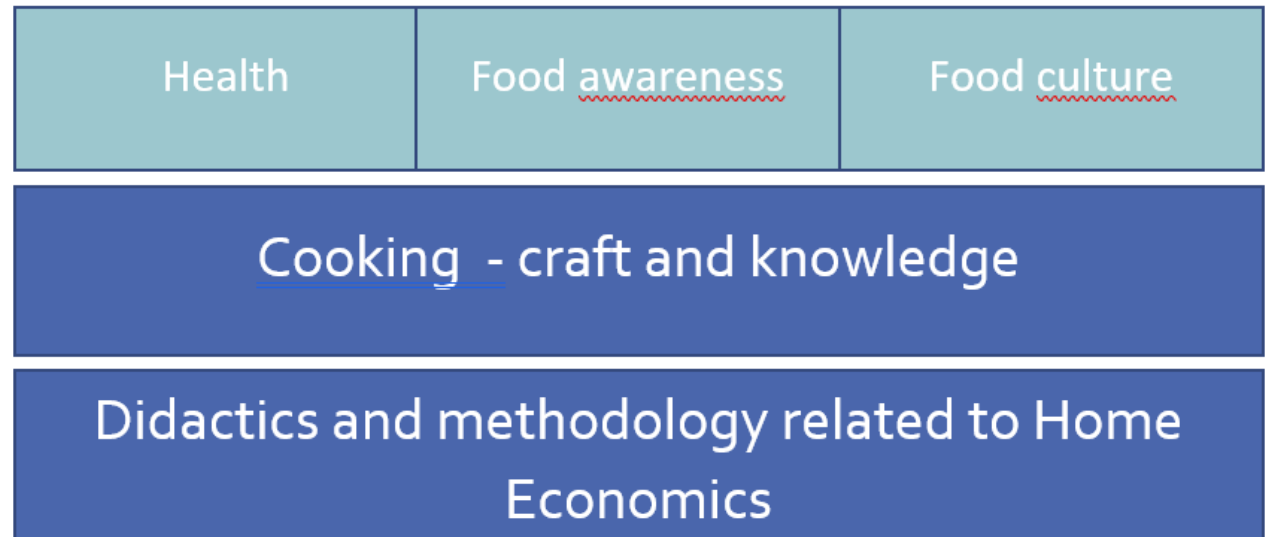 Health
Food awareness
Food culture
Cooking  - craft and knowledge
Didactics and methodology related to Home
Economics